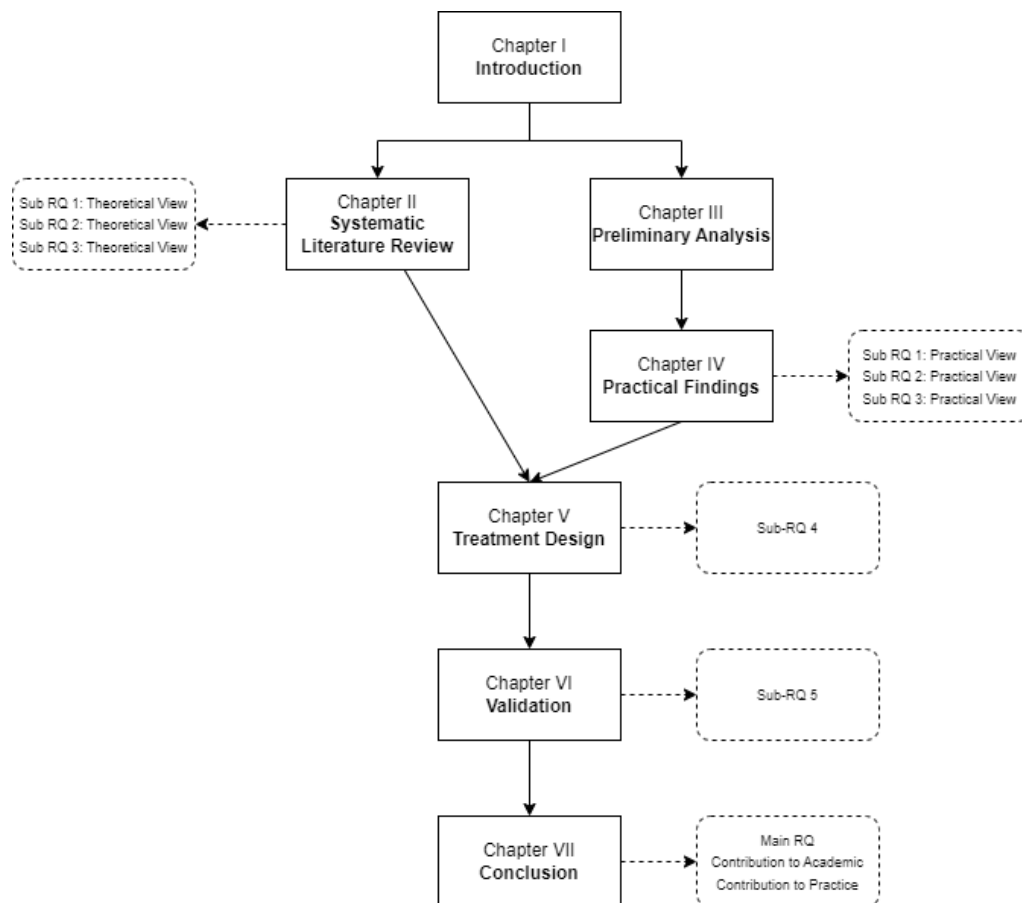 Chapter I
Introduction
Sub RQ 1: Theoretical View
Sub RQ 2: Theoretical View
Sub RQ 3: Theoretical View
Chapter II
Systematic
Literature Review
Chapter III
Preliminary Analysis
Chapter IV
Practical Findings
Sub RQ 1: Practical View
Sub RQ 2: Practical View
Sub RQ 3: Practical View
Chapter V
Treatment Design
Sub-RQ 4
Chapter VI
Validation
Sub-RQ 5
Chapter VII
Conclusion
Main RQ
Contribution to Academic
Contribution to Practice